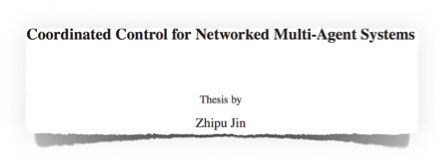 Coordinated Control for Networked Multi-Agent Systems
Thesis by
Zhipu Jin